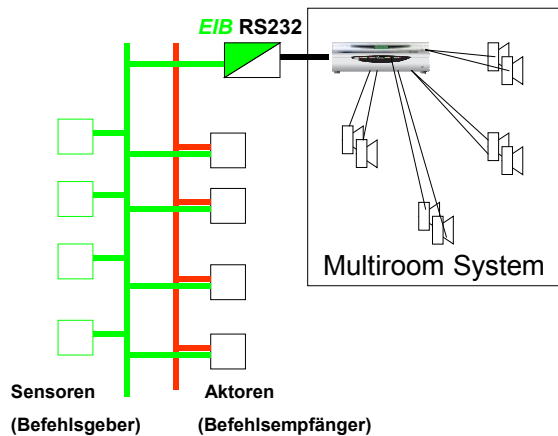 EIB RS232
Multiroom System
Sensoren
(Befehlsgeber)
Aktoren
(Befehlsempfänger)